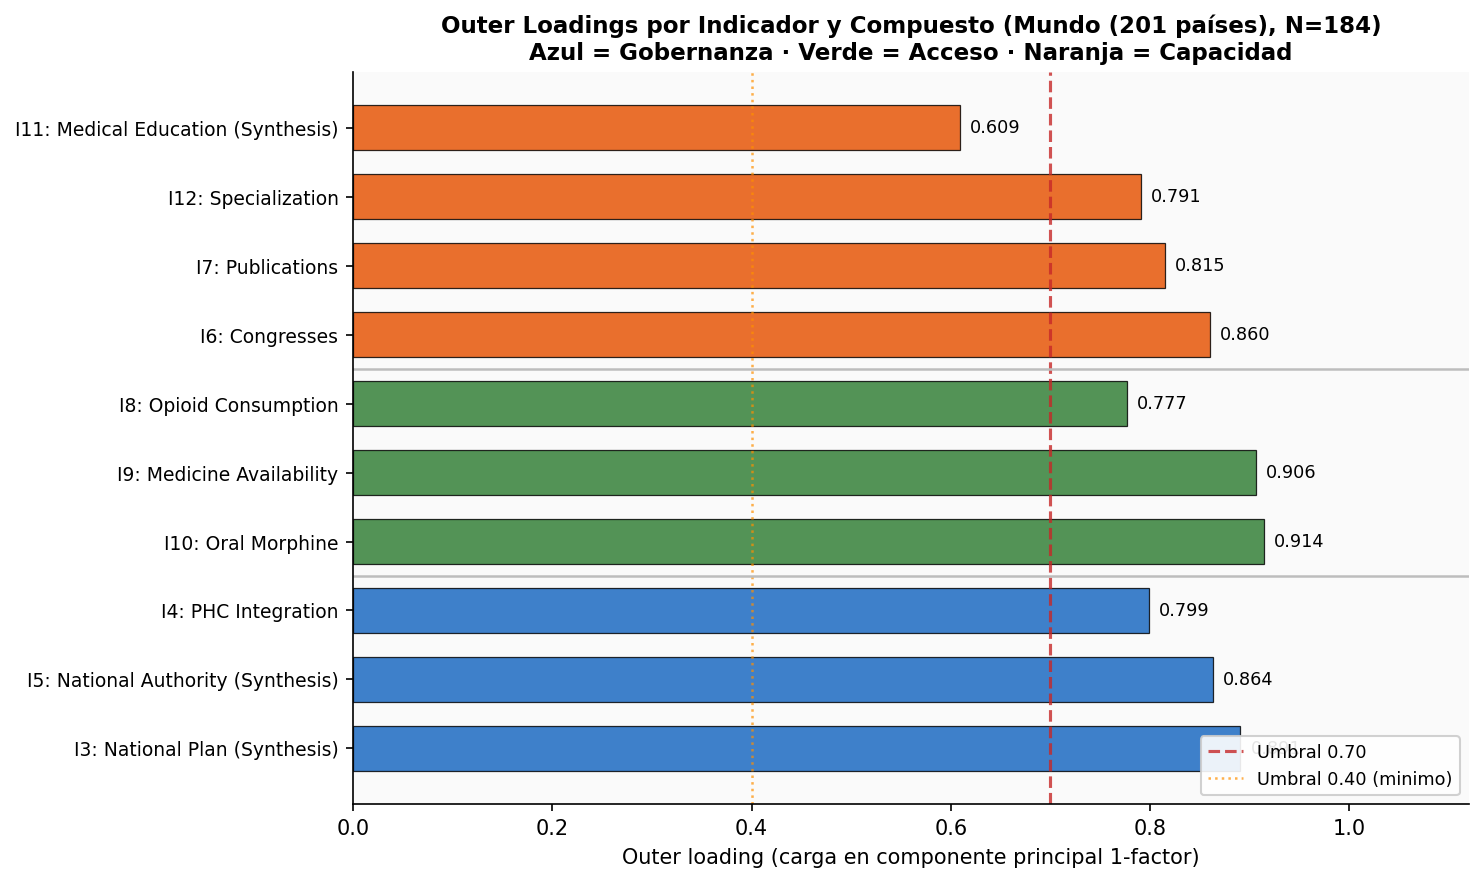 Outer Loadings por Indicador y Compuesto (Mundo (201 países), N=184)
Azul = Gobernanza · Verde = Acceso · Naranja = Capacidad
I11: Medical Education (Synthesis)
0.609
I12: Specialization
0.791
I7: Publications
0.815
I6: Congresses
0.860
I8: Opioid Consumption
0.777
I9: Medicine Availability
0.906
I10: Oral Morphine
0.914
I4: PHC Integration
0.799
I5: National Authority (Synthesis)
0.864
I3: National Plan (Synthesis)
Umbral 0.70
Umbral 0.40 (minimo)
0.0 0.2 0.4 0.6 0.8 1.0
Outer loading (carga en componente principal 1-factor)